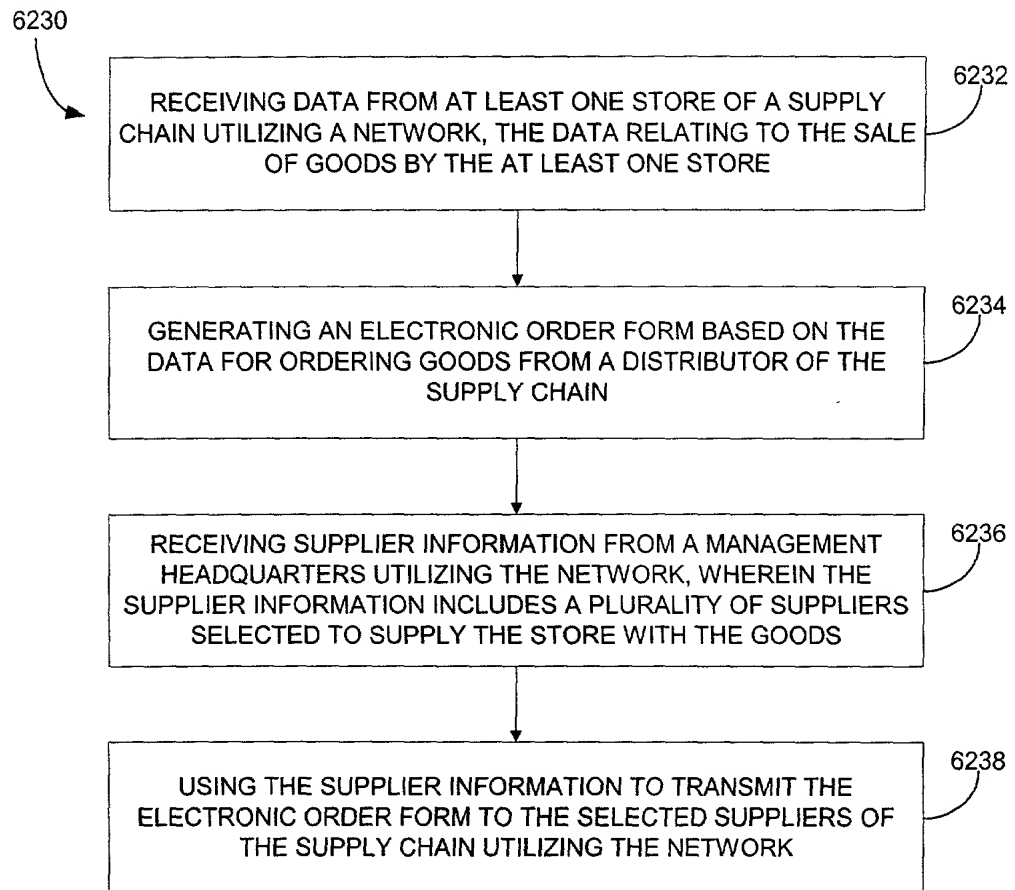 6230
6232
RECEIVING DATA FROM AT LEAST ONE STORE OF A SUPPLY
CHAIN UTILIZING A NETWORK, THE DATA RELATING TO THE SALE
OF GOODS BY THE AT LEAST ONE STORE
6234
GENERATING AN ELECTRONIC ORDER FORM BASED ON THE
DATA FOR ORDERING GOODS FROM A DISTRIBUTOR OF THE
SUPPLY CHAIN
6236
RECEIVING SUPPLIER INFORMATION FROM A MANAGEMENT
HEADQUARTERS UTILIZING THE NETWORK, WHEREIN THE
SUPPLIER INFORMATION INCLUDES A PLURALITY OF SUPPLIERS
SELECTED TO SUPPLY THE STORE WITH THE GOODS
6238
USING THE SUPPLIER INFORMATION TO TRANSMIT THE
ELECTRONIC ORDER FORM TO THE SELECTED SUPPLIERS OF
THE SUPPLY CHAIN UTILIZING THE NETWORK